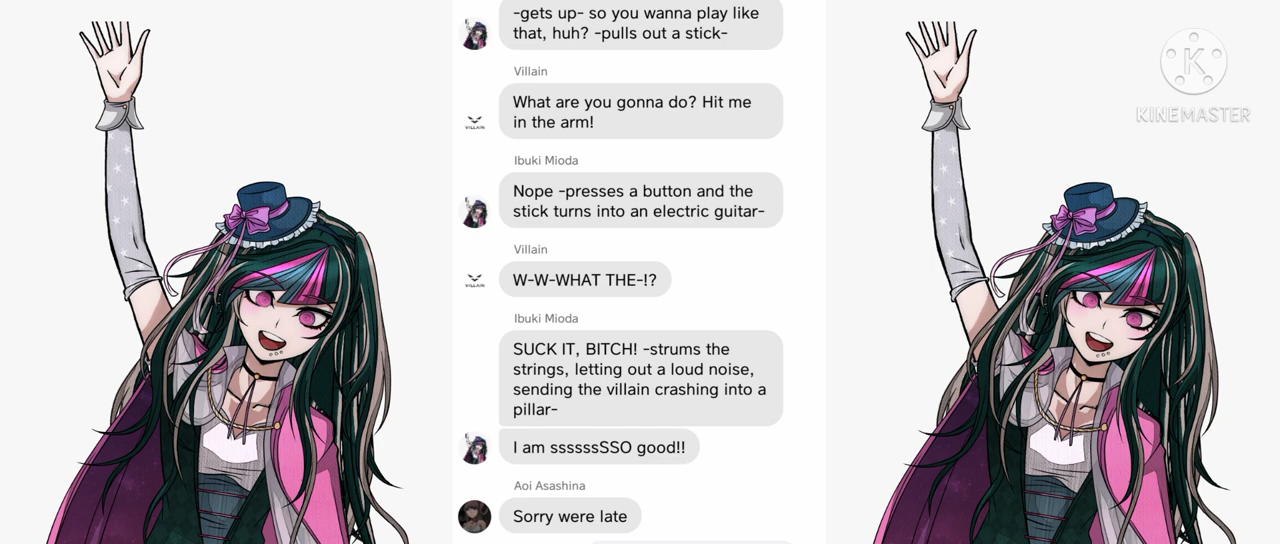 -gets up- so you wanna play like
that, huh? -pulls out a stick-
Villain
What are you gonna do? Hit me
in the arm!
VILLAIN
Ibuki Mioda
Nope -presses a button and the
stick turns into an electric guitar-
Villain
W-W-WHAT THE-!?
VILLAIN
Ibuki Mioda
SUCK IT, BITCH! -strums the
strings, letting out a loud noise,
sending the villain crashing into a
pillar-
I am ssssssSSO good!!
Aoi Asashina
Sorry were late
K
KINEMASTER